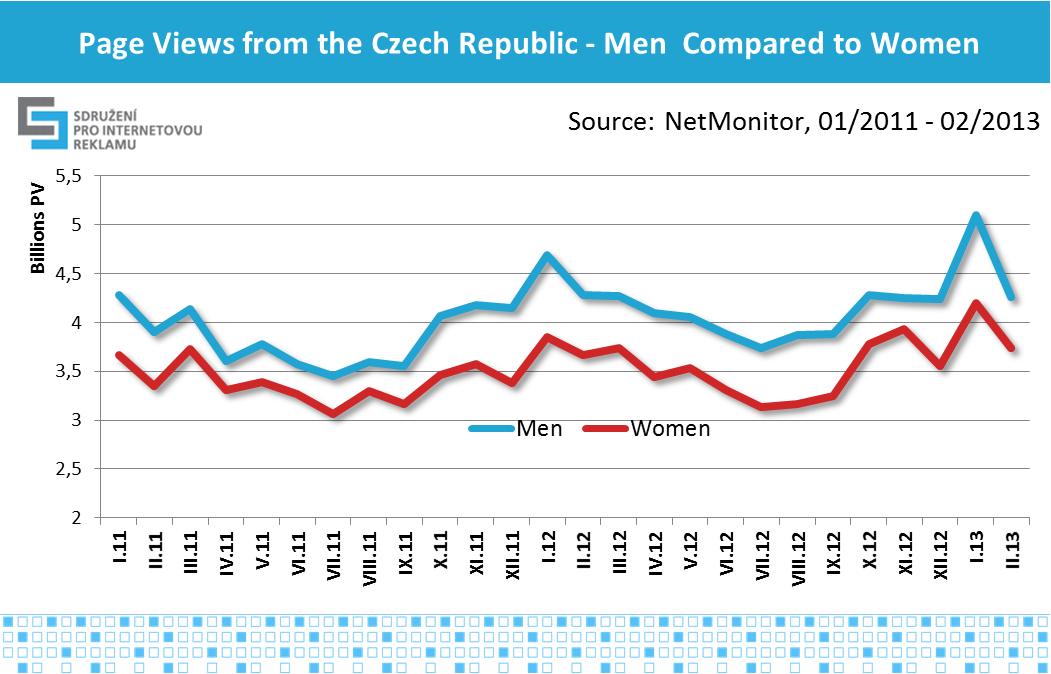 Page Views from the Czech Republic - Men  Compared to Women
SDRUŽENÍ
PRO INTERNETOVOU
REKLAMU
Source: NetMonitor, 01/2011 - 02/2013
Billions PV
5,5
5
4,5
4
3,5
3
2,5
2
Men Women
I.11 II.11 III.11 IV.11 V.11 VI.11 VII.11 VIII.11 IX.11 X.11 XI.11 XII.11 I.12 II.12 III.12 IV.12 V.12 VI.12 VII.12 VIII.12 IX.12 X.12 XI.12 XII.12 I.13 II.13